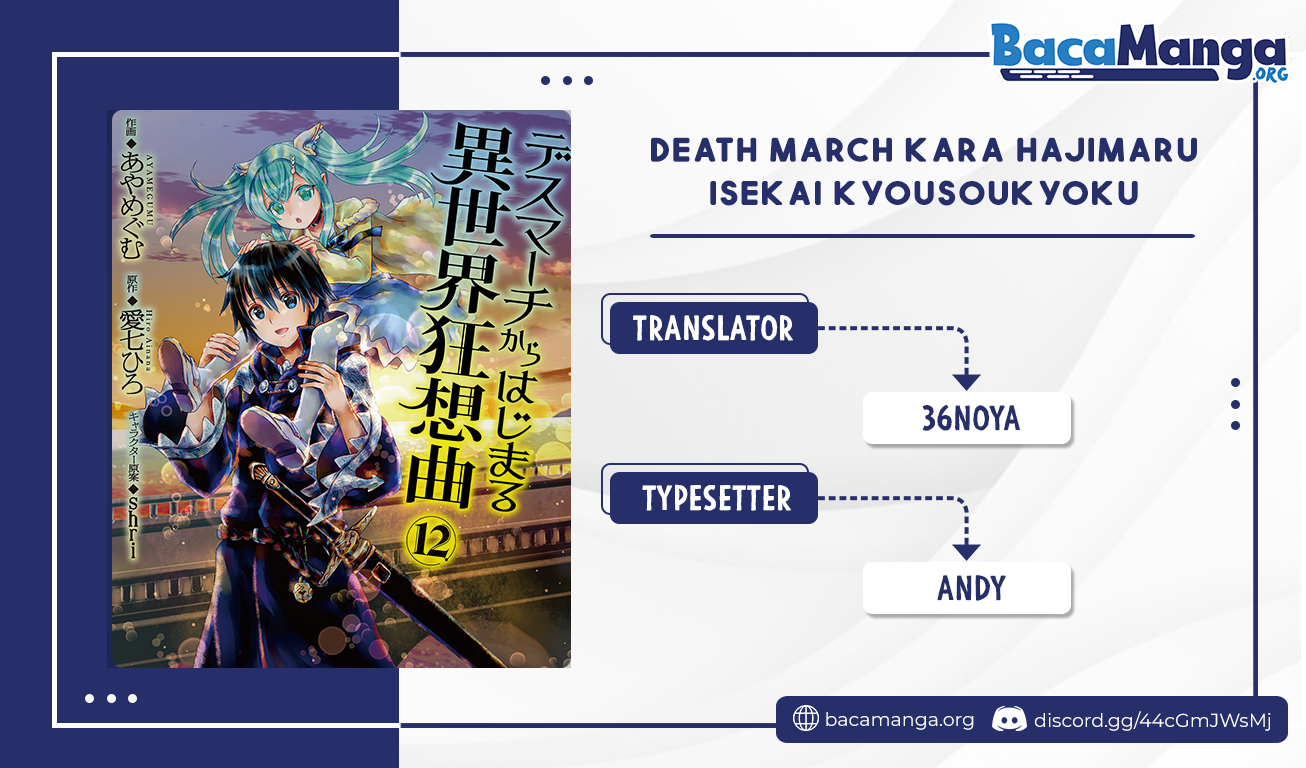 BacaManga
.ORG
デスマーチからはじまる
異世界狂想曲
12
作画◆あやめぐむ
AYAMEGUMU
原作◆愛七ひろ
Hiro Ainana
キャラクター原案◆shri
DEATH MARCH KARA HAJIMARU
ISEKAI KYOUSOUKYOKU
TRANSLATOR
36NOYA
TYPESETTER
ANDY
bacamanga.org
discord.gg/44cGmJWsMj